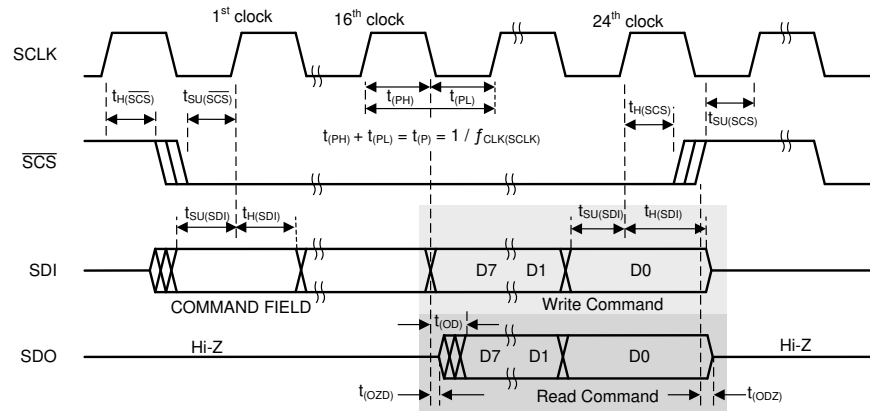 1st clock 16th clock 24th clock
SCLK
tH(SCS) tSU(SCS) t(PH) t(PL) tH(SCS) tSU(SCS)
t(PH) + t(PL) = t(P) = 1 / fCLK(SCLK)
SCS
tSU(SDI) tH(SDI) tSU(SDI) tH(SDI)
SDI D7 D1 D0
COMMAND FIELD Write Command
t(OD)
SDO Hi-Z D7 D1 D0 Hi-Z
t(OZD) Read Command t(ODZ)